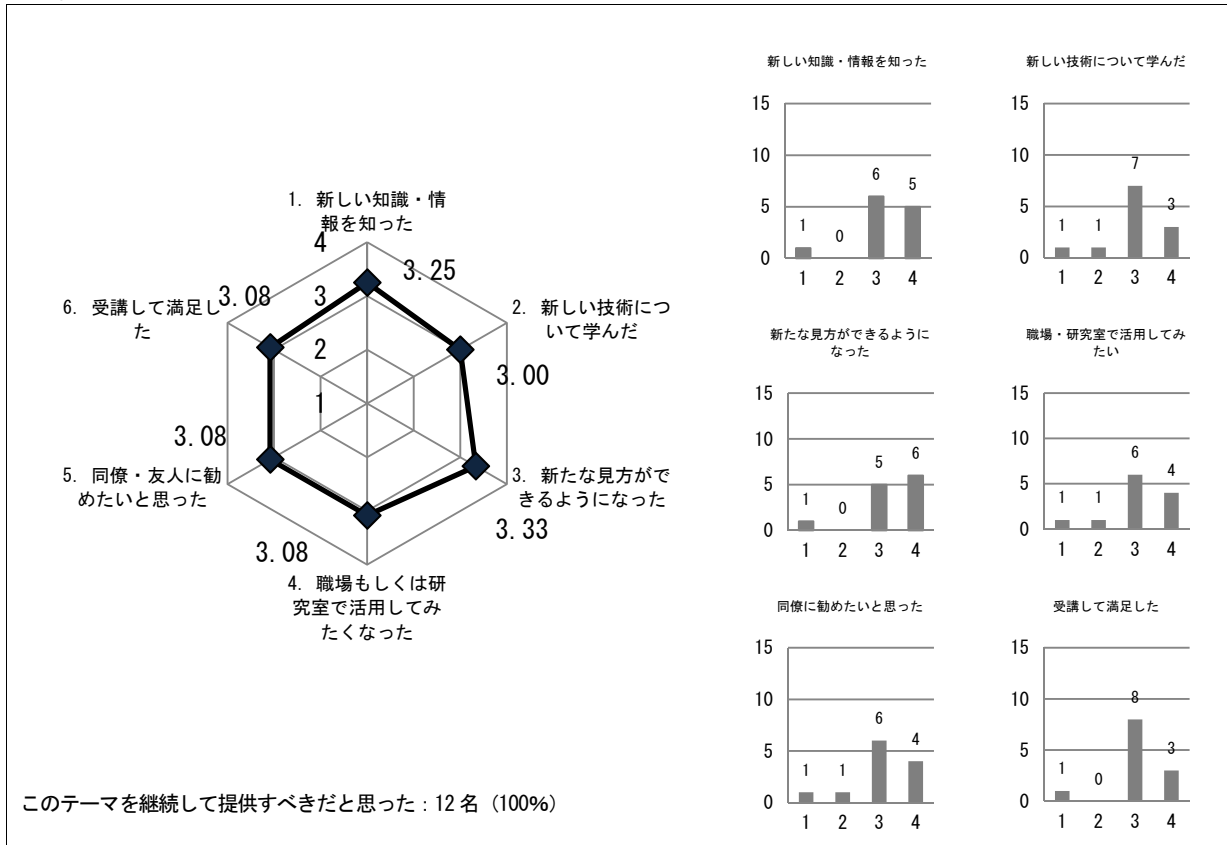 1. 新しい知識・情
報を知った
4
3.25
3
2
1
2. 新しい技術につ
いて学んだ
3.00
3. 新たな見方がで
きるようになった
3.33
4. 職場もしくは研
究室で活用してみ
たくなった
3.08
5. 同僚・友人に勧
めたいと思った
3.08
6. 受講して満足し
た
3.08
このテーマを継続して提供すべきだと思った：12名（100%）
新しい知識・情報を知った
15
10
5
0
1 0 6 5
1 2 3 4
新しい技術について学んだ
15
10
5
0
1 1 7 3
1 2 3 4
新たな見方ができるように
なった
15
10
5
0
1 0 5 6
1 2 3 4
職場・研究室で活用してみ
たい
15
10
5
0
1 1 6 4
1 2 3 4
同僚に勧めたいと思った
15
10
5
0
1 1 6 4
1 2 3 4
受講して満足した
15
10
5
0
1 0 8 3
1 2 3 4